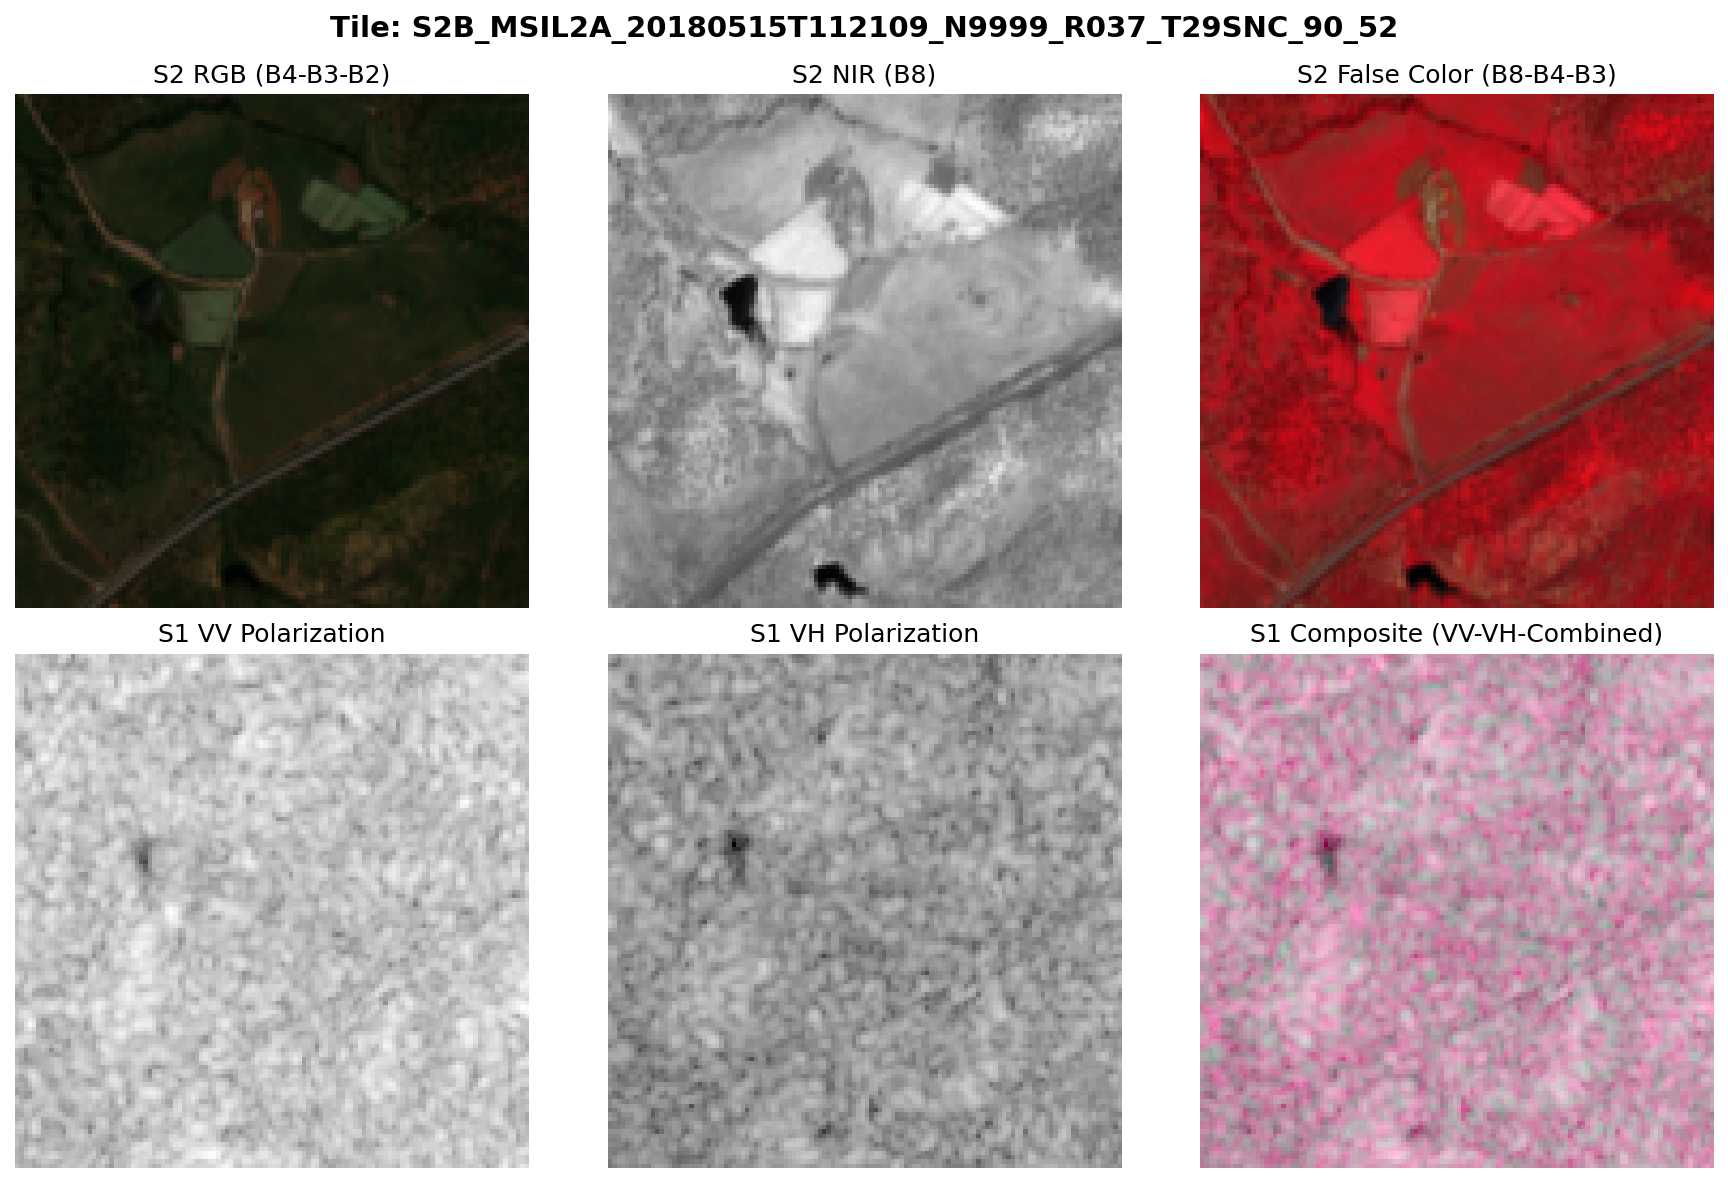 Tile: S2B_MSIL2A_20180515T112109_N9999_R037_T29SNC_90_52
S2 RGB (B4-B3-B2)
S2 NIR (B8)
S2 False Color (B8-B4-B3)
S1 VV Polarization
S1 VH Polarization
S1 Composite (VV-VH-Combined)